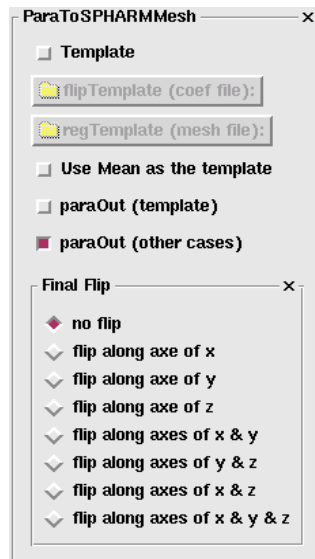 ParaToSPHARMMesh
Template
flipTemplate (coef file):
regTemplate (mesh file):
Use Mean as the template
paraOut (template)
paraOut (other cases)
Final Flip
no flip
flip along axe of x
flip along axe of y
flip along axe of z
flip along axes of x & y
flip along axes of y & z
flip along axes of x & z
flip along axes of x & y & z